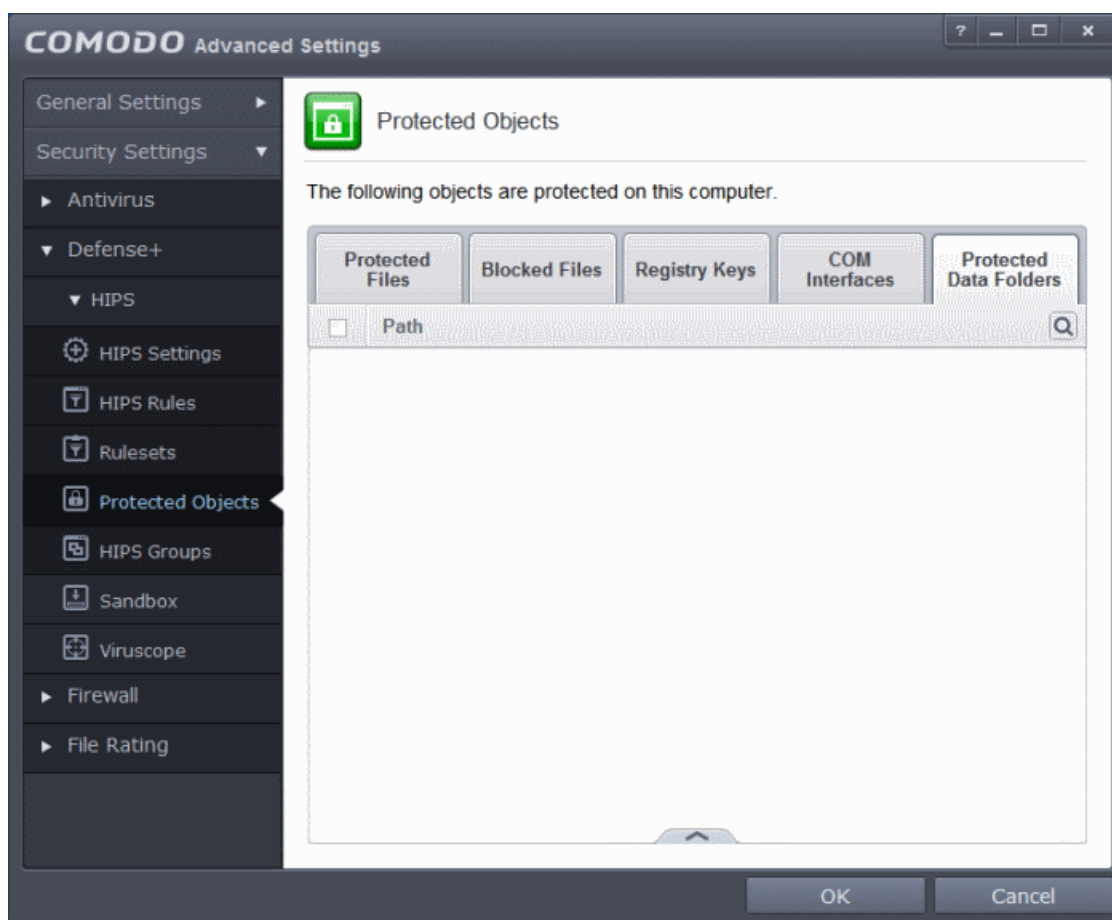 COMODO Advanced Settings
?
General Settings
Security Settings
Antivirus
Defense+
HIPS
HIPS Settings
HIPS Rules
Rulesets
Protected Objects
HIPS Groups
Sandbox
Viruscope
Firewall
File Rating
Protected Objects
The following objects are protected on this computer.
Protected
Files
Blocked Files
Registry Keys
COM
Interfaces
Protected
Data Folders
Path
OK
Cancel